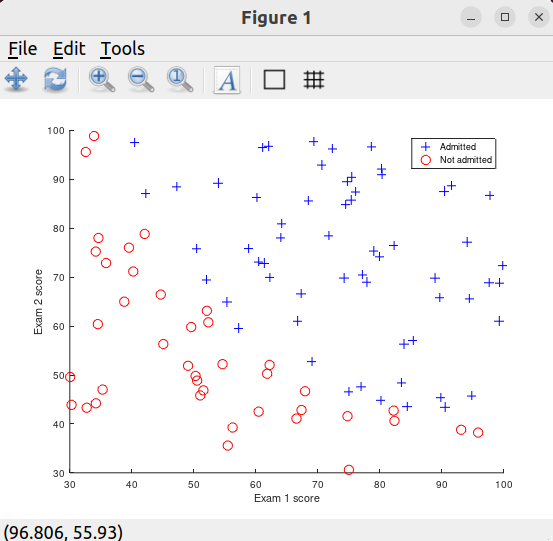 Figure 1
File Edit Tools
A
Admitted
Not admitted
100
90
80
70
60
50
40
30
Exam 2 score
30 40 50 60 70 80 90 100
Exam 1 score
(96.806, 55.93)